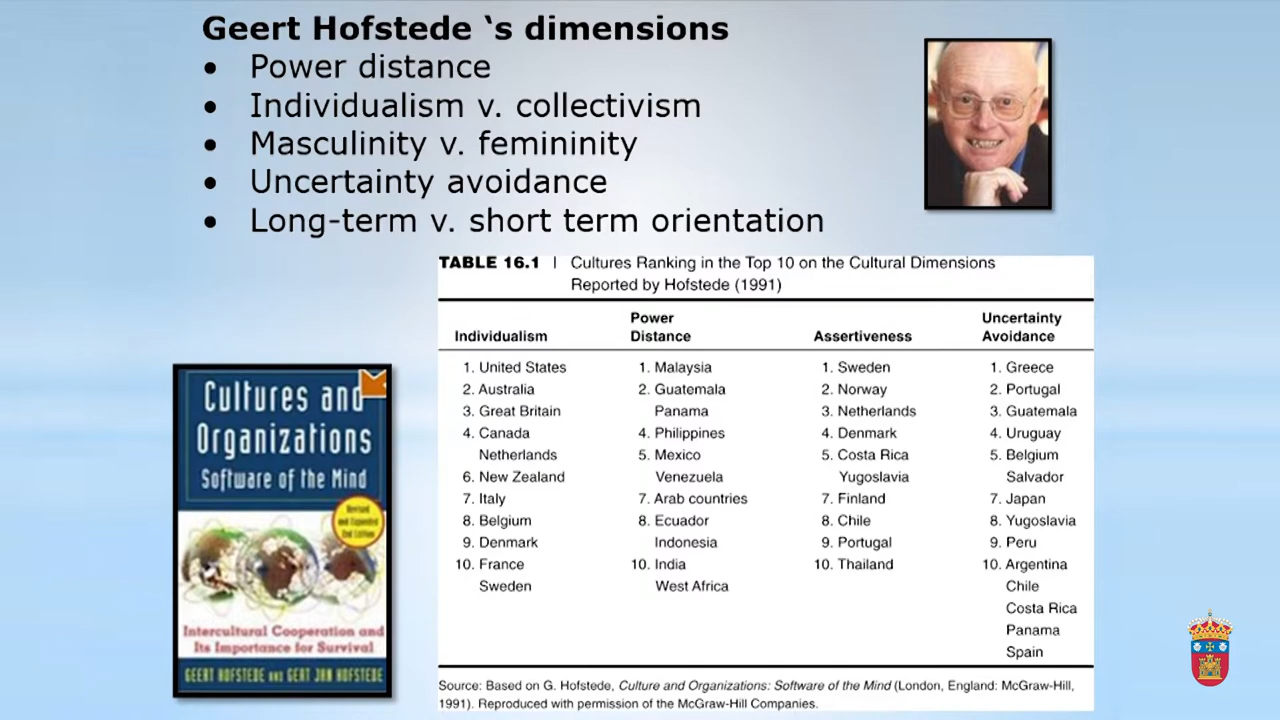 Geert Hofstede ‘s dimensions
• Power distance
• Individualism v. collectivism
• Masculinity v. femininity
• Uncertainty avoidance
• Long-term v. short term orientation
TABLE 16.1 | Cultures Ranking in the Top 10 on the Cultural Dimensions
Reported by Hofstede (1991)
Individualism
1. United States
2. Australia
3. Great Britain
4. Canada
Netherlands
6. New Zealand
7. Italy
8. Belgium
9. Denmark
10. France
Sweden
Power
Distance
1. Malaysia
2. Guatemala
Panama
4. Philippines
5. Mexico
Venezuela
7. Arab countries
8. Ecuador
Indonesia
10. India
West Africa
Assertiveness
1. Sweden
2. Norway
3. Netherlands
4. Denmark
5. Costa Rica
Yugoslavia
7. Finland
8. Chile
9. Portugal
10. Thailand
Uncertainty
Avoidance
1. Greece
2. Portugal
3. Guatemala
4. Uruguay
5. Belgium
Salvador
7. Japan
8. Yugoslavia
9. Peru
10. Argentina
Chile
Costa Rica
Panama
Spain
Source: Based on G. Hofstede, Culture and Organizations: Software of the Mind (London, England: McGraw-Hill,
1991). Reproduced with permission of the McGraw-Hill Companies.
Cultures and
Organizations
Software of the Mind
Revised
and Expanded
2nd Edition
Intercultural Cooperation and
Its Importance for Survival
GEERT HOFSTEDE AND GERT JAN HOFSTEDE